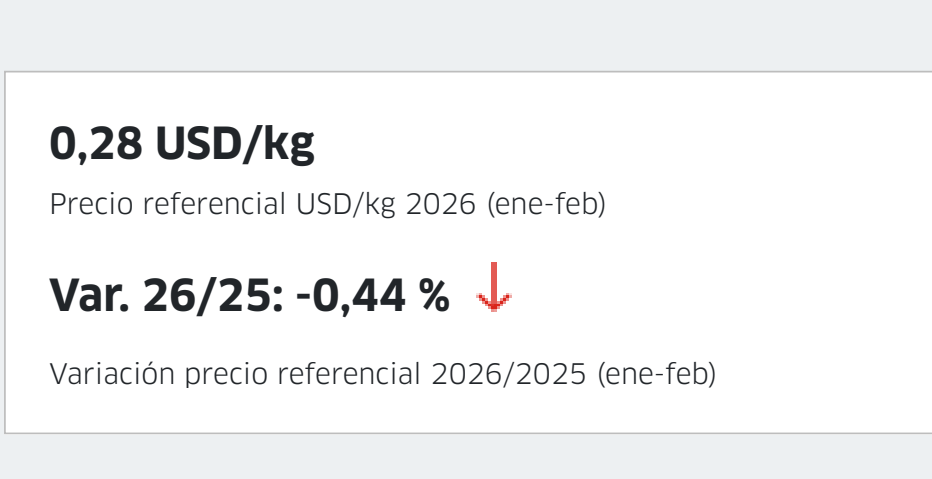 0,28 USD/kg
Precio referencial USD/kg 2026 (ene-feb)
Var. 26/25: -0,44 %
Variación precio referencial 2026/2025 (ene-feb)